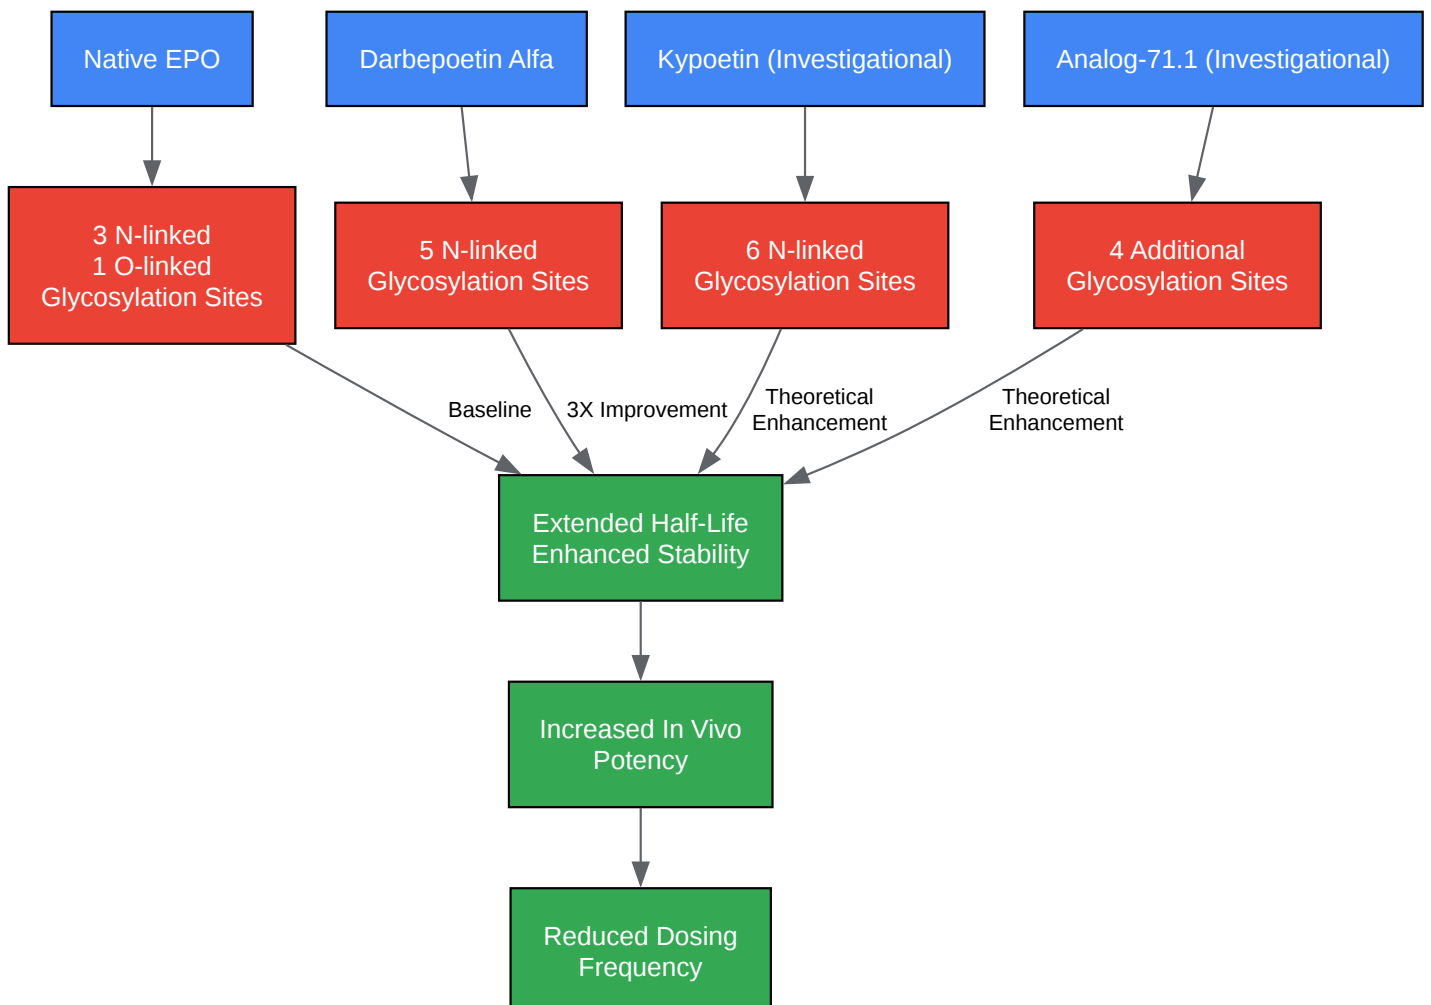 Native EPO
Darbepoetin Alfa
Kypoetin (Investigational)
Analog-71.1 (Investigational)
3 N-linked
1 O-linked
Glycosylation Sites
5 N-linked
Glycosylation Sites
6 N-linked
Glycosylation Sites
4 Additional
Glycosylation Sites
Baseline
3X Improvement
Theoretical
Enhancement
Theoretical
Enhancement
Extended Half-Life
Enhanced Stability
Increased In Vivo
Potency
Reduced Dosing
Frequency